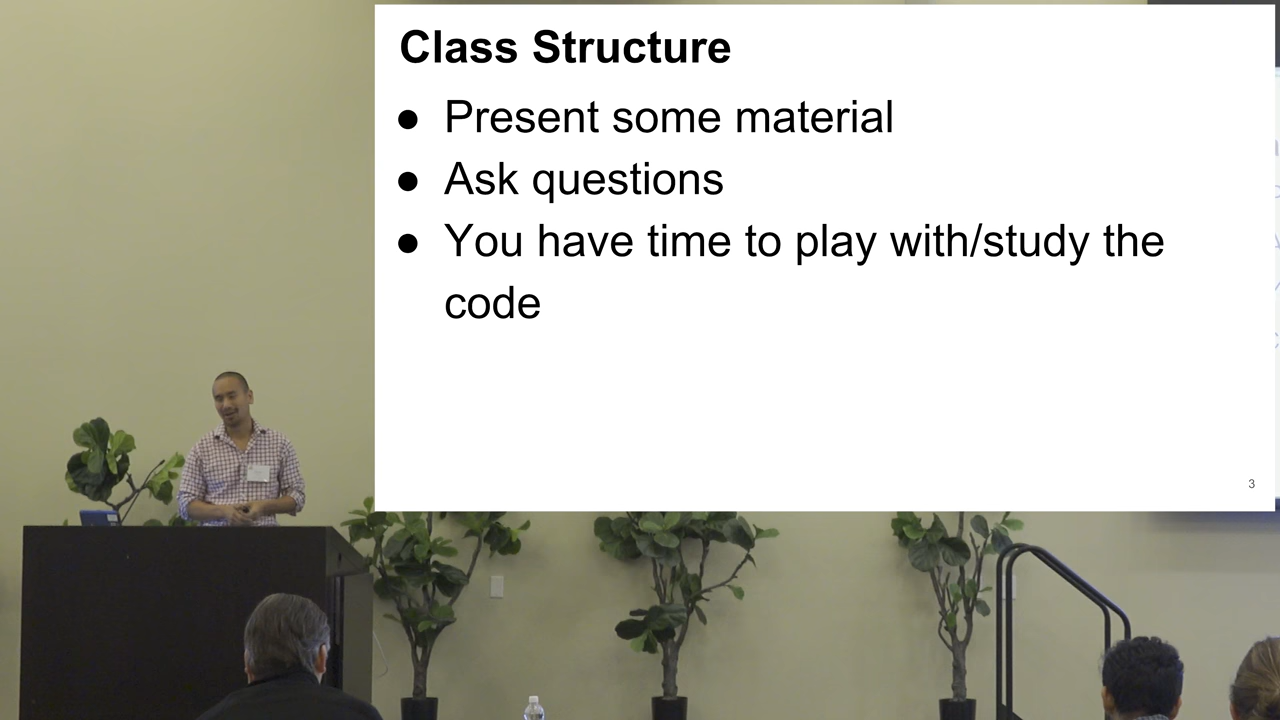 Class Structure
● Present some material
● Ask questions
● You have time to play with/study the
code
3